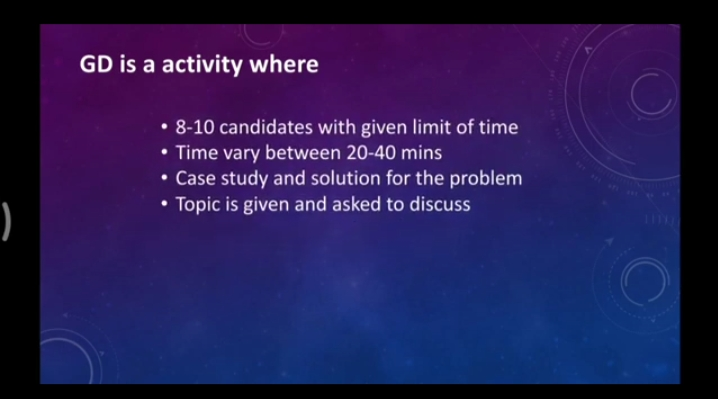 GD is a activity where
• 8-10 candidates with given limit of time
• Time vary between 20-40 mins
• Case study and solution for the problem
• Topic is given and asked to discuss